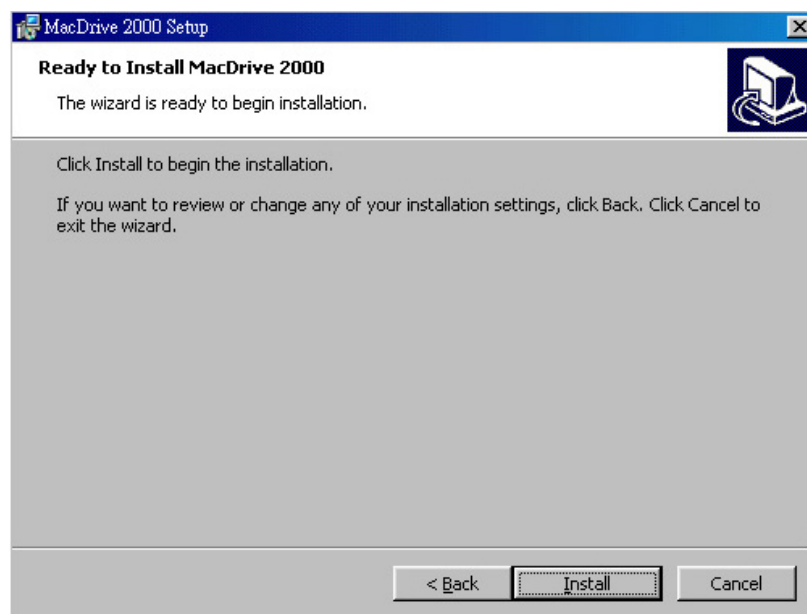 MacDrive 2000 Setup
Ready to Install MacDrive 2000
The wizard is ready to begin installation.
Click Install to begin the installation.
If you want to review or change any of your installation settings, click Back. Click Cancel to
exit the wizard.
< Back Install Cancel